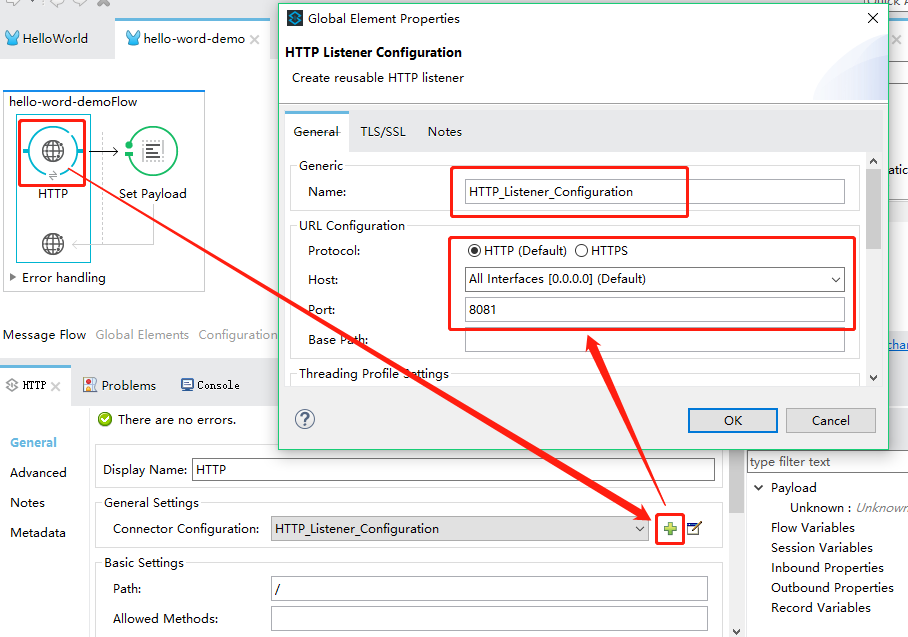 Global Element Properties
HTTP Listener Configuration
Create reusable HTTP listener
General
TLS/SSL
Notes
Generic
Name:
HTTP_Listener_Configuration
URL Configuration
Protocol:
HTTP (Default)
HTTPS
Host:
All Interfaces [0.0.0.0] (Default)
Port:
8081
Base Path:
Threading Profile Settings
?
OK
Cancel
HelloWorld
hello-word-demo
hello-word-demoFlow
HTTP
Set Payload
Error handling
Message Flow
Global Elements
Configuration
HTTP
Problems
Console
There are no errors.
General
Advanced
Notes
Metadata
Display Name:
HTTP
General Settings
Connector Configuration:
HTTP_Listener_Configuration
Basic Settings
Path:
/
Allowed Methods:
type filter text
Payload
Unknown : Unknown
Flow Variables
Session Variables
Inbound Properties
Outbound Properties
Record Variables